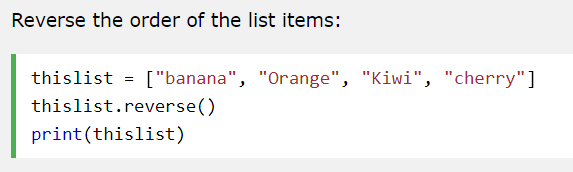 Reverse the order of the list items:
thislist = ["banana", "Orange", "Kiwi", "cherry"]
thislist.reverse()
print(thislist)